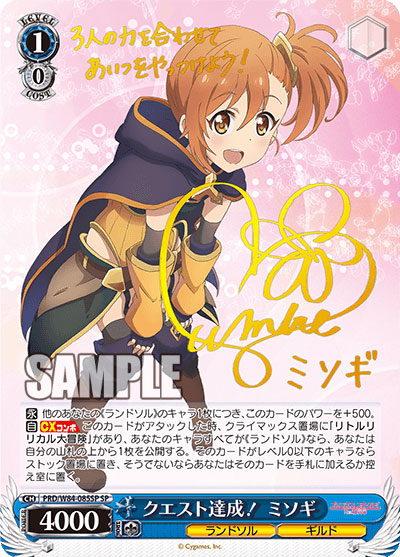 LEVEL
1
0
COST
3人の力を合わせて
あいつをやっつけよう!
ミソギ
SAMPLE
永 他のあなたの《ランドソル》のキャラ1枚につき、このカードのパワーを+500。
自 CXコンボ このカードがアタックした時、クライマックス置場に「リトルリ
リカル大冒険」があり、あなたのキャラすべてが《ランドソル》なら、あなたは
自分の山札の上から1枚を公開する。そのカードがレベル0以下のキャラなら
ストック置場に置き、そうでないならあなたはそのカードを手札に加えるか控
え室に置く。
CH PRD/W84-085SP SP
4000
クエスト達成! ミソギ
ランドソル
ギルド
© Cygames, Inc.